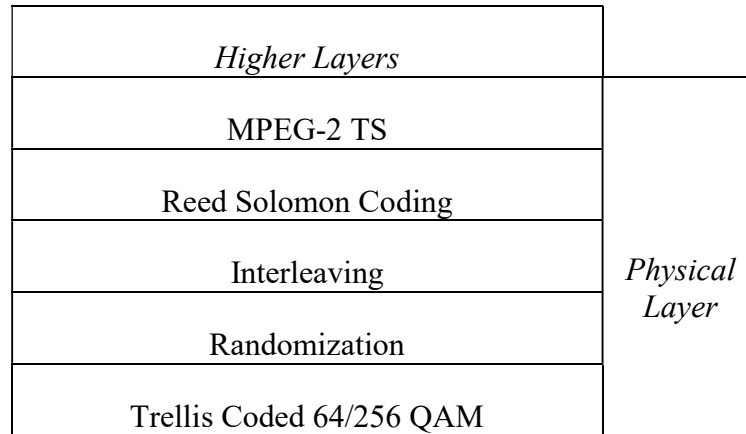 Higher Layers
MPEG-2 TS
Reed Solomon Coding
Interleaving
Physical
Layer
Randomization
Trellis Coded 64/256 QAM